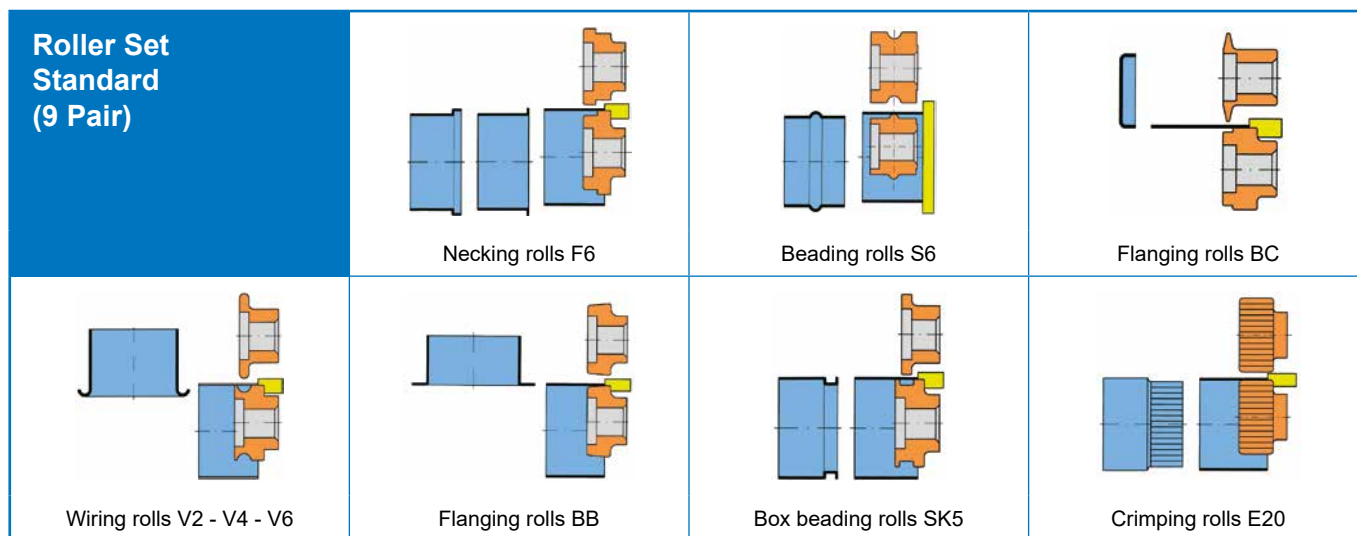 Roller Set
Standard
(9 Pair)
Necking rolls F6
Beading rolls S6
Flanging rolls BC
Wiring rolls V2 - V4 - V6
Flanging rolls BB
Box beading rolls SK5
Crimping rolls E20